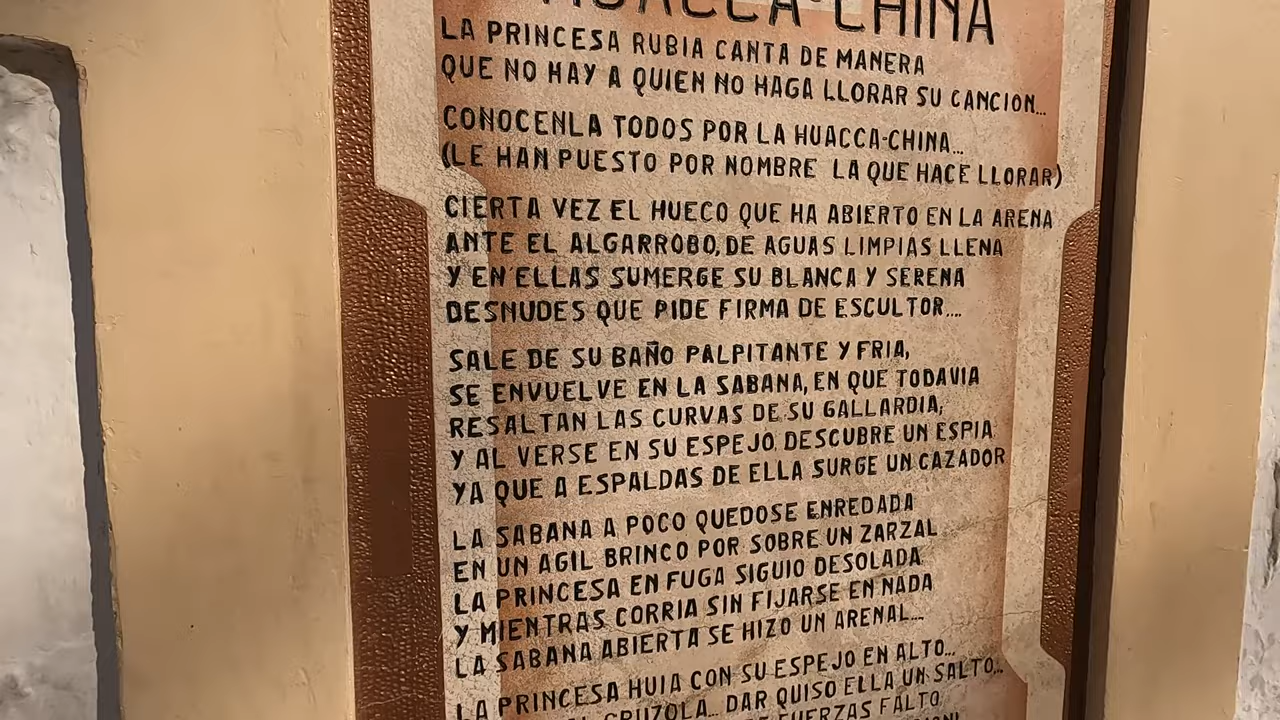 HUACCA-CHINA
LA PRINCESA RUBIA CANTA DE MANERA
QUE NO HAY A QUIEN NO HAGA LLORAR SU CANCION...
CONOCENLA TODOS POR LA HUACCA-CHINA...
(LE HAN PUESTO POR NOMBRE LA QUE HACE LLORAR)
CIERTA VEZ EL HUECO QUE HA ABIERTO EN LA ARENA
ANTE EL ALGARROBO, DE AGUAS LIMPIAS LLENA
Y EN ELLAS SUMERGE SU BLANCA Y SERENA
DESNUDES QUE PIDE FIRMA DE ESCULTOR....
SALE DE SU BAÑO PALPITANTE Y FRIA,
SE ENVUELVE EN LA SABANA, EN QUE TODAVIA
RESALTAN LAS CURVAS DE SU GALLARDIA,
Y AL VERSE EN SU ESPEJO, DESCUBRE UN ESPIA
YA QUE A ESPALDAS DE ELLA SURGE UN CAZADOR
LA SABANA A POCO QUEDOSE ENREDADA
EN UN AGIL BRINCO POR SOBRE UN ZARZAL
LA PRINCESA EN FUGA SIGUIO DESOLADA
Y MIENTRAS CORRIA SIN FIJARSE EN NADA
LA SABANA ABIERTA SE HIZO UN ARENAL....
LA PRINCESA HUIA CON SU ESPEJO EN ALTO...
CRUZOLA... DAR QUISO ELLA UN SALTO...
FUERZAS FALTO